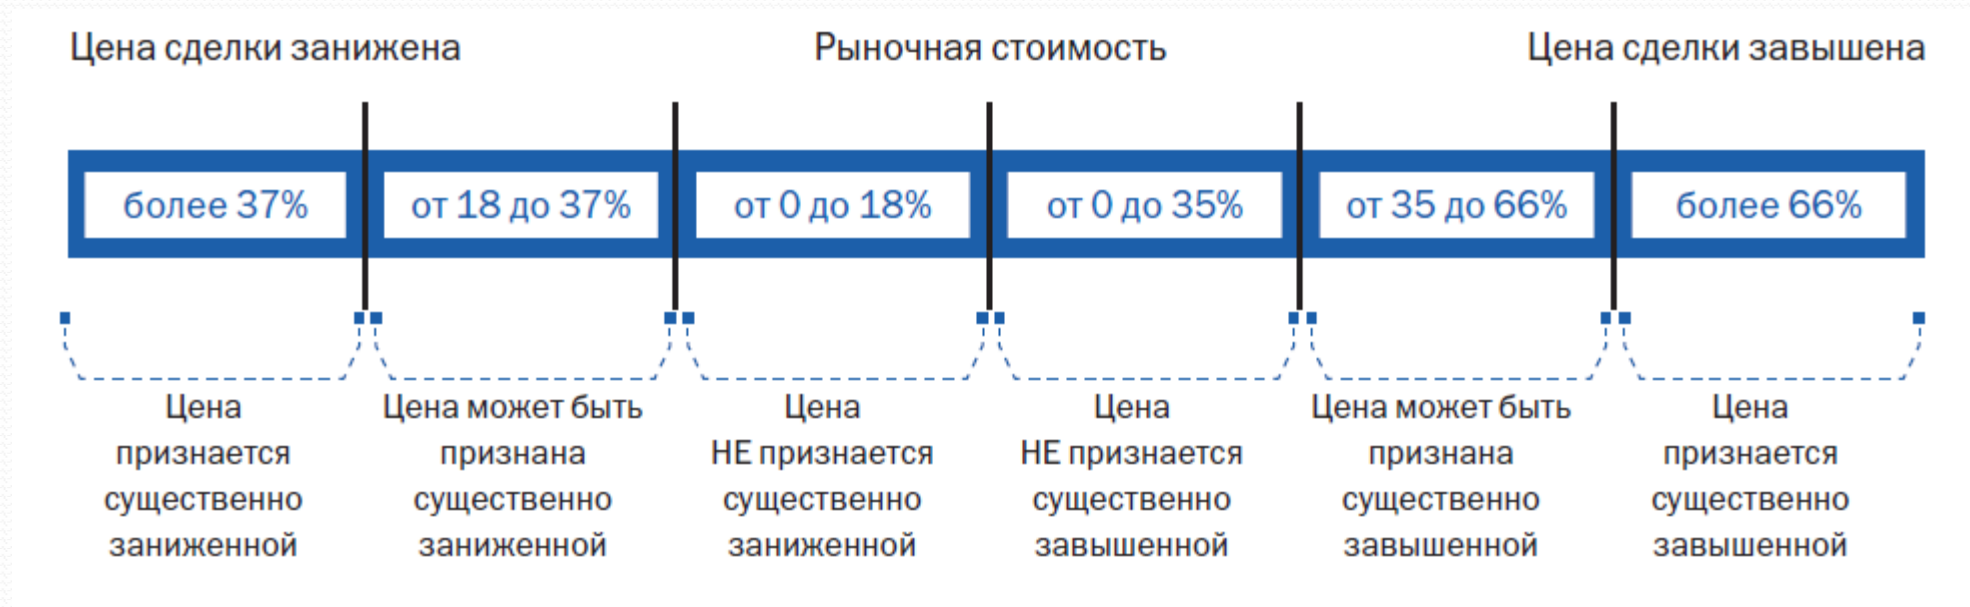 Цена сделки занижена
Рыночная стоимость
Цена сделки завышена
более 37%
от 18 до 37%
от 0 до 18%
от 0 до 35%
от 35 до 66%
более 66%
Цена
признается
существенно
заниженной
Цена может быть
признана
существенно
заниженной
Цена
НЕ признается
существенно
заниженной
Цена
НЕ признается
существенно
завышенной
Цена может быть
признана
существенно
завышенной
Цена
признается
существенно
завышенной